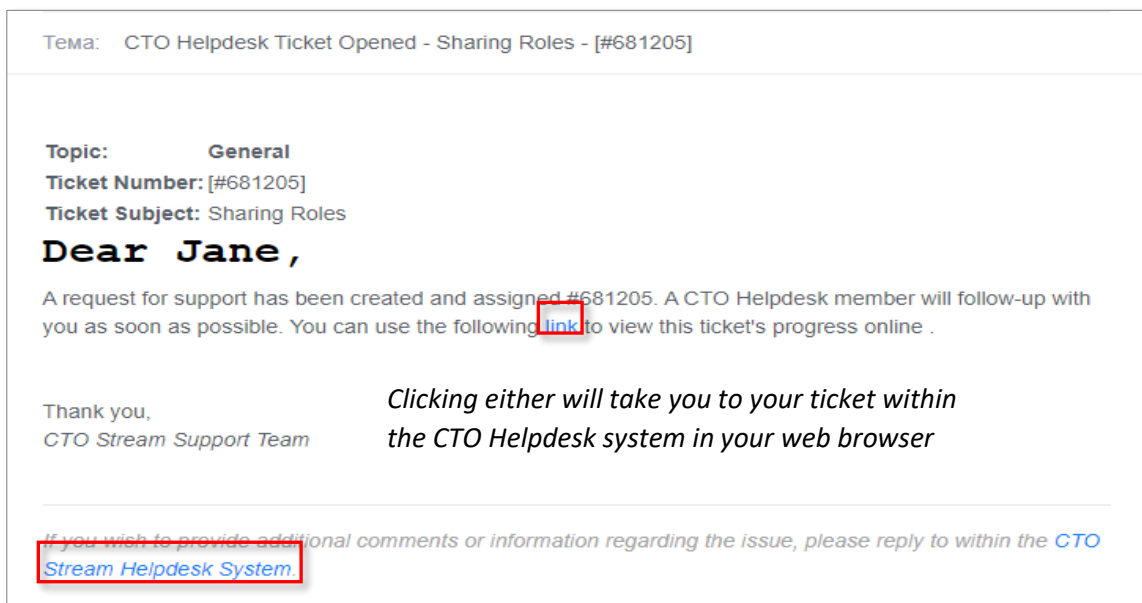 Тема: CTO Helpdesk Ticket Opened - Sharing Roles - [#681205]
Topic: General
Ticket Number: [#681205]
Ticket Subject: Sharing Roles
Dear Jane,
A request for support has been created and assigned #681205. A CTO Helpdesk member will follow-up with
you as soon as possible. You can use the following link to view this ticket's progress online .
Clicking either will take you to your ticket within
the CTO Helpdesk system in your web browser
Thank you,
CTO Stream Support Team
If you wish to provide additional comments or information regarding the issue, please reply to within the CTO
Stream Helpdesk System.